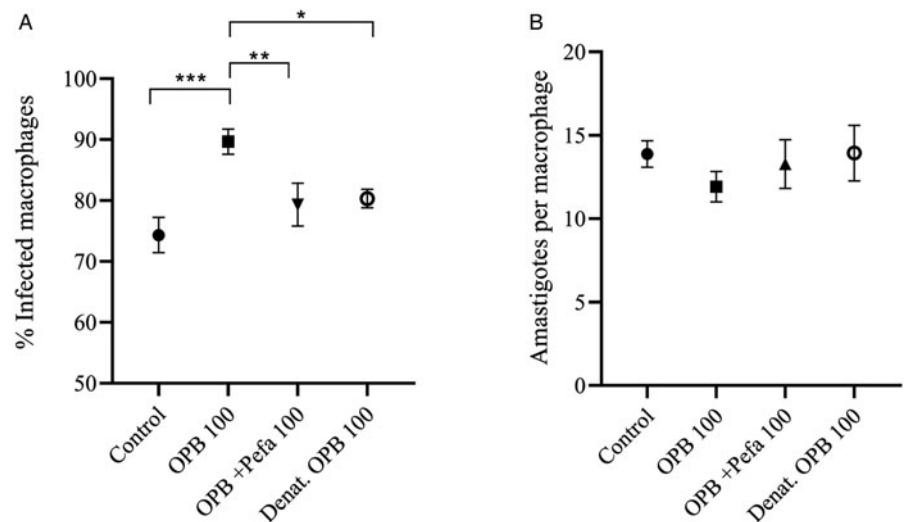 A
*
**
***
100
90
80
70
60
50
% Infected macrophages
Control
OPB 100
OPB +Pefa 100
Denat. OPB 100
B
20
15
10
5
0
Amastigotes per macrophage
Control
OPB 100
OPB +Pefa 100
Denat. OPB 100